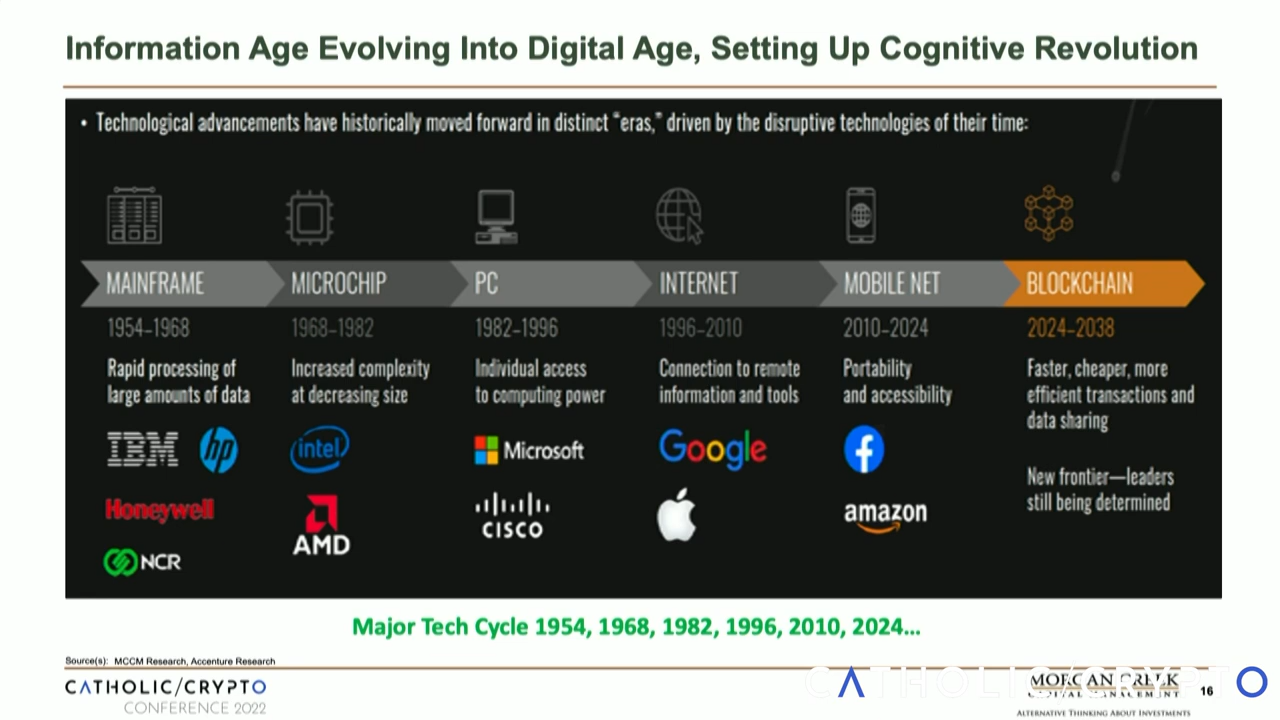 Information Age Evolving Into Digital Age, Setting Up Cognitive Revolution
• Technological advancements have historically moved forward in distinct “eras,” driven by the disruptive technologies of their time:
MAINFRAME
1954–1968
Rapid processing of
large amounts of data
IBM hp
Honeywell
NCR
MICROCHIP
1968–1982
Increased complexity
at decreasing size
intel
AMD
PC
1982–1996
Individual access
to computing power
Microsoft
CISCO
INTERNET
1996–2010
Connection to remote
information and tools
Google
MOBILE NET
2010–2024
Portability
and accessibility
f
amazon
BLOCKCHAIN
2024–2038
Faster, cheaper, more
efficient transactions and
data sharing
New frontier—leaders
still being determined
Major Tech Cycle 1954, 1968, 1982, 1996, 2010, 2024...
Source(s): MCCM Research, Accenture Research
CATHOLIC/CRYPTO
CONFERENCE 2022
MORGAN CREEK
CAPITAL MANAGEMENT
ALTERNATIVE THINKING ABOUT INVESTMENTS
16
CATHOLIC/CRYPTO